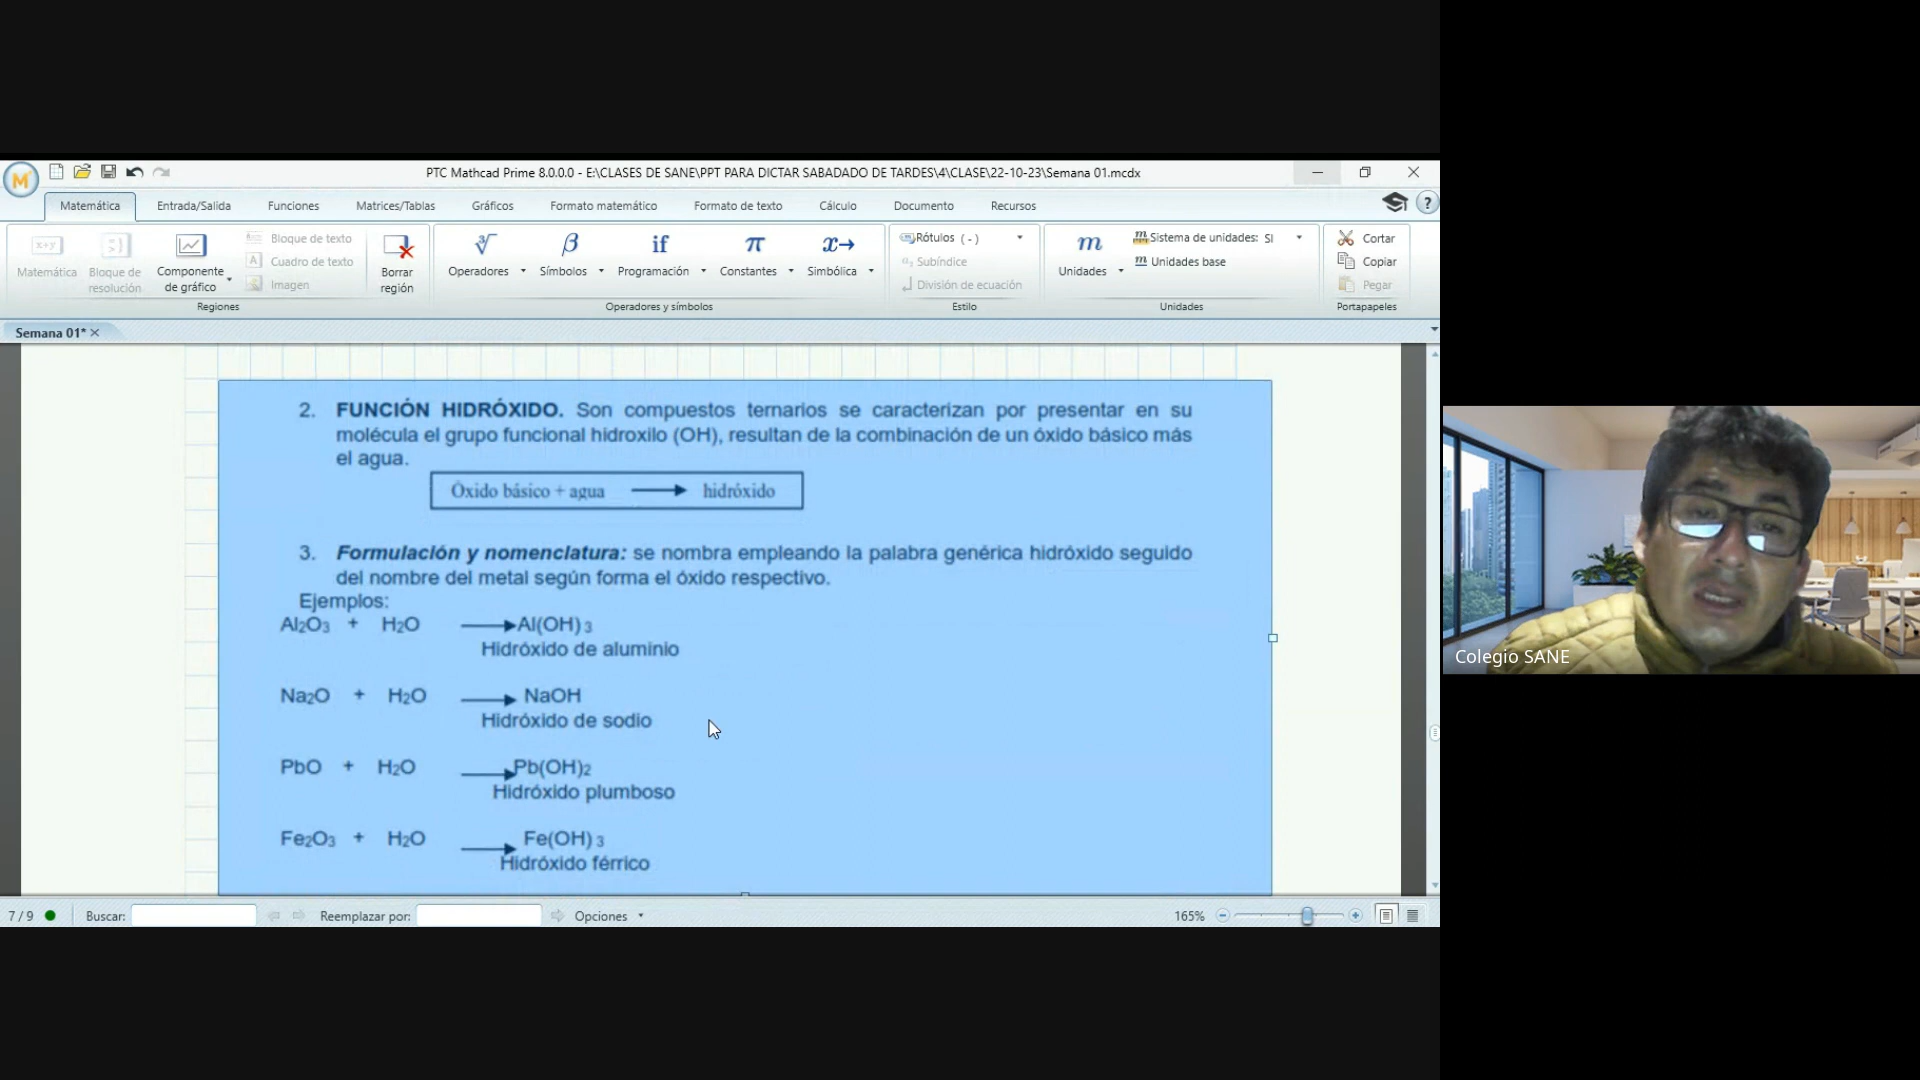 PTC Mathcad Prime 8.0.0.0 - E:\CLASES DE SANE\PPT PARA DICTAR SABADADO DE TARDES\4\CLASE\22-10-23\Semana 01.mcdx
Matemática Entrada/Salida Funciones Matrices/Tablas Gráficos Formato matemático Formato de texto Cálculo Documento Recursos
Matemática
Bloque de resolución
Componente de gráfico
Bloque de texto
Cuadro de texto
Imagen
Borrar región
Regiones
Operadores
Símbolos
if Programación
π Constantes
Simbólica
Operadores y símbolos
Rótulos (-)
Subíndice
División de ecuación
Estilo
m Unidades
Sistema de unidades: SI
Unidades base
Unidades
Cortar
Copiar
Pegar
Portapapeles
Semana 01*
2. FUNCIÓN HIDRÓXIDO. Son compuestos ternarios se caracterizan por presentar en su
molécula el grupo funcional hidroxilo (OH), resultan de la combinación de un óxido básico más
el agua.
Óxido básico + agua → hidróxido
3. Formulación y nomenclatura: se nombra empleando la palabra genérica hidróxido seguido
del nombre del metal según forma el óxido respectivo.
Ejemplos:
Al₂O₃ + H₂O → Al(OH) ₃
Hidróxido de aluminio
Na₂O + H₂O → NaOH
Hidróxido de sodio
PbO + H₂O → Pb(OH)₂
Hidróxido plumboso
Fe₂O₃ + H₂O → Fe(OH) ₃
Hidróxido férrico
7 / 9 Buscar: Reemplazar por: Opciones 165%
Colegio SANE